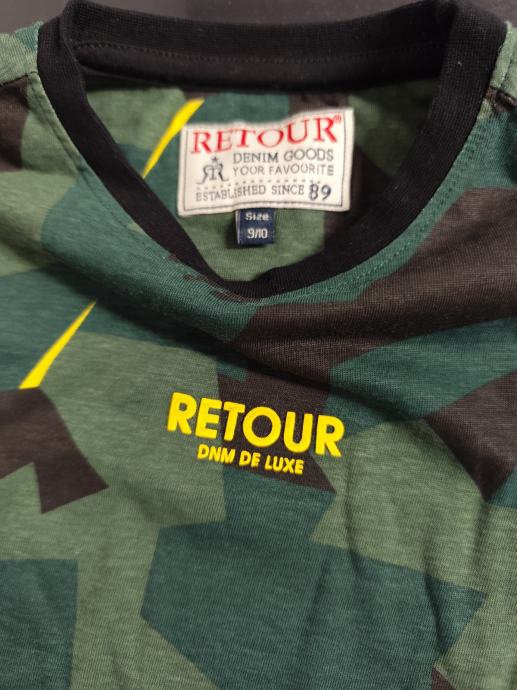 RETOUR®
DENIM GOODS
YOUR FAVOURITE
ESTABLISHED SINCE 89
Size
9/10
RETOUR
DNM DE LUXE